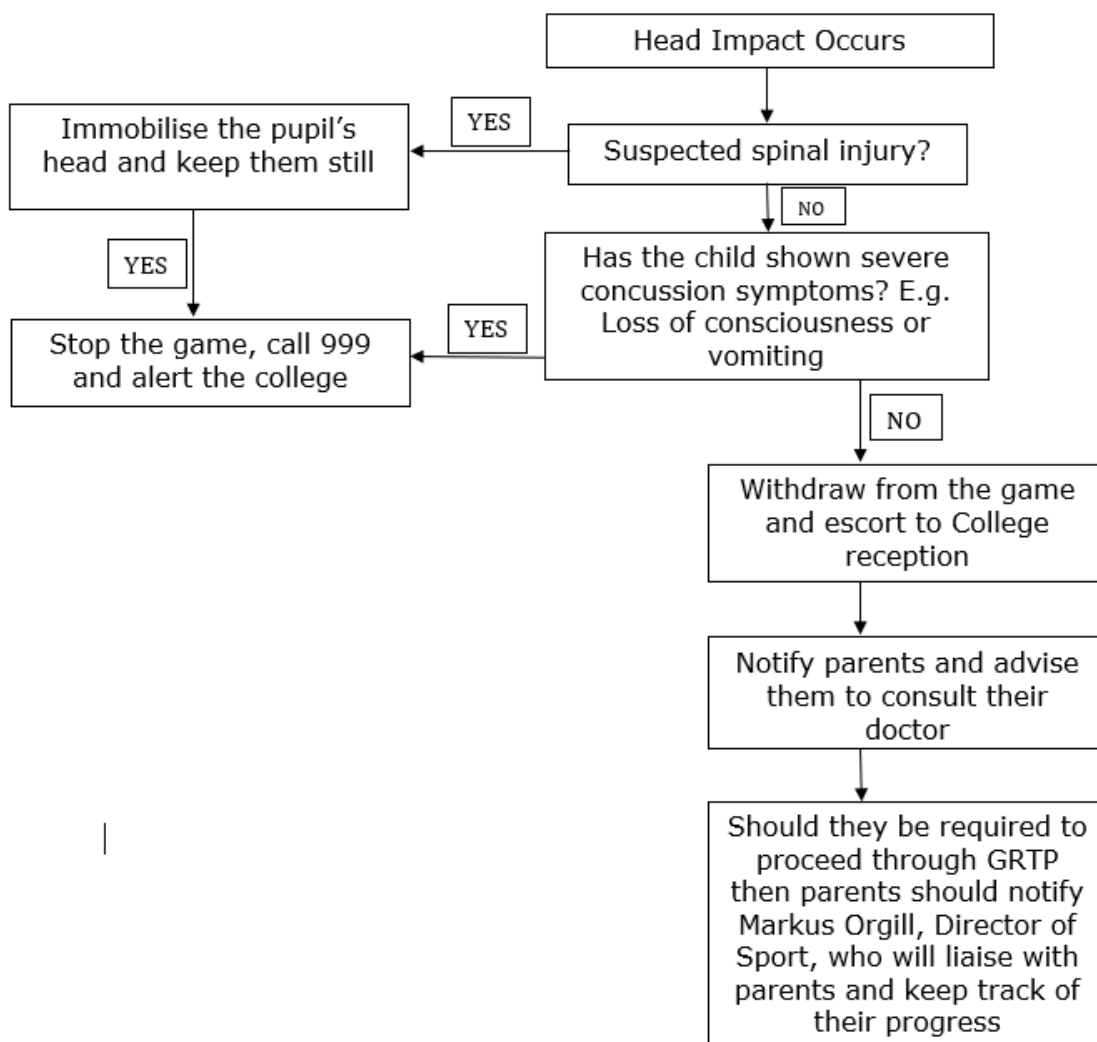 Head Impact Occurs
YES
Immobilise the pupil’s
head and keep them still
Suspected spinal injury?
NO
YES
Has the child shown severe
concussion symptoms? E.g.
Loss of consciousness or
vomiting
YES
Stop the game, call 999
and alert the college
NO
Withdraw from the game
and escort to College
reception
Notify parents and advise
them to consult their
doctor
Should they be required to
proceed through GRTP
then parents should notify
Markus Orgill, Director of
Sport, who will liaise with
parents and keep track of
their progress